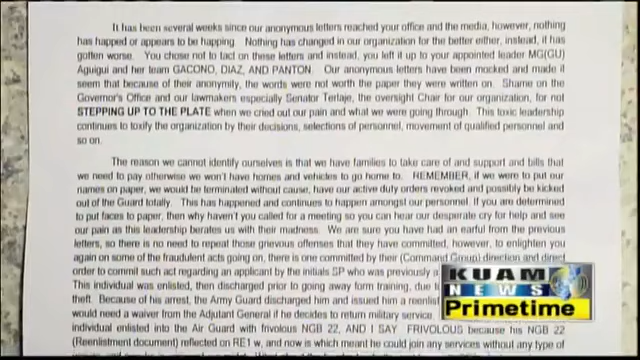 It has been several weeks since our anonymous letters reached your office and the media, however, nothing
has happed or appears to be happing. Nothing has changed in our organization for the better either, instead, it has
gotten worse. You chose not to tact on these letters and instead, you left it up to your appointed leader MG(GU)
Aguigui and her team GACONO, DIAZ, AND PANTON. Our anonymous letters have been mocked and made it
seem that because of their anonymity, the words were not worth the paper they were written on. Shame on the
Governor's Office and our lawmakers especially Senator Terlaje, the oversight Chair for our organization, for not
STEPPING UP TO THE PLATE when we cried out our pain and what we were going through. This toxic leadership
continues to toxify the organization by their decisions, selections of personnel, movement of qualified personnel and
so on.
The reason we cannot identify ourselves is that we have families to take care of and support and bills that
we need to pay otherwise we won't have homes and vehicles to go home to. REMEMBER, if we were to put our
names on paper, we would be terminated without cause, have our active duty orders revoked and possibly be kicked
out of the Guard totally. This has happened and continues to happen amongst our personnel. If you are determined
to put faces to paper, then why haven't you called for a meeting so you can hear our desperate cry for help and see
our pain as this leadership berates us with their madness. We are sure you have had an earful from the previous
letters, so there is no need to repeat those grievous offenses that they have committed, however, to enlighten you
again on some of the fraudulent acts going on, there is one committed by their (Command Group) direction and direct
order to commit such act regarding an applicant by the initials SP who was previously a
This individual was enlisted, then discharged prior to going away form training, due t
theft. Because of his arrest, the Army Guard discharged him and issued him a reenlist
would need a waiver from the Adjutant General if he decides to return military service
individual enlisted into the Air Guard with frivolous NGB 22, AND I SAY FRIVOLOUS because his NGB 22
(Reenlistment document) reflected on RE1 w, and now is which meant he could join any services without any type of
KUAM
NEWS
Primetime